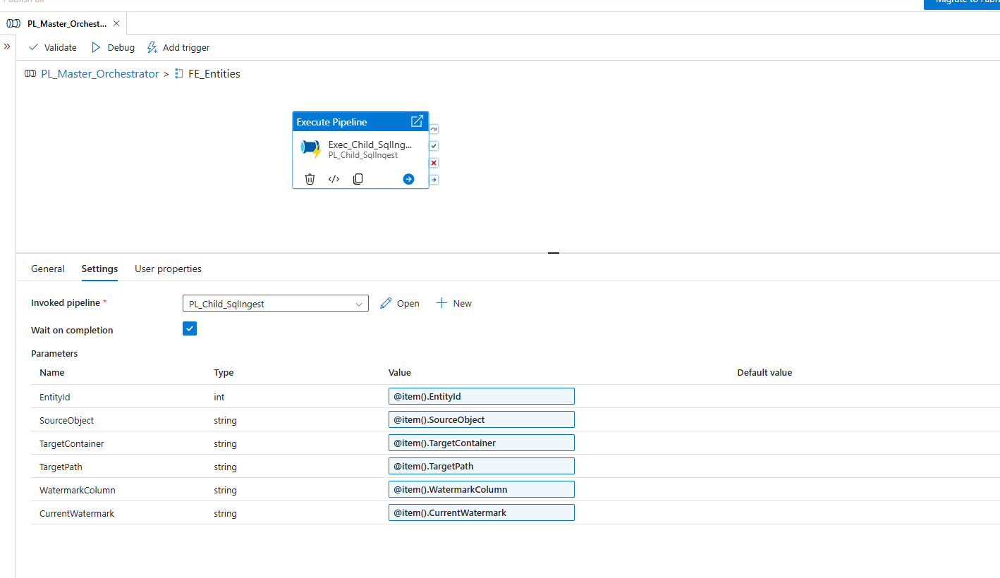 Publish all
Migrate to Fabri
PL_Master_Orchest...
Validate
Debug
Add trigger
PL_Master_Orchestrator > FE_Entities
Execute Pipeline
Exec_Child_SqlIng...
PL_Child_SqlIngest
General
Settings
User properties
Invoked pipeline *
PL_Child_SqlIngest
Open
New
Wait on completion
Parameters
Name Type Value Default value
EntityId int @item().EntityId
SourceObject string @item().SourceObject
TargetContainer string @item().TargetContainer
TargetPath string @item().TargetPath
WatermarkColumn string @item().WatermarkColumn
CurrentWatermark string @item().CurrentWatermark